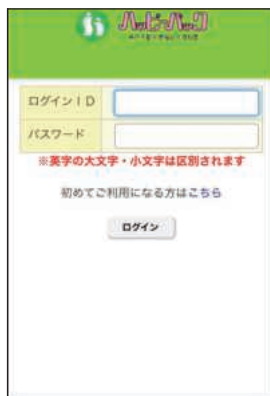 ハッピーパック
ログインＩＤ
パスワード
※英字の大文字・小文字は区別されます
初めてご利用になる方はこちら
ログイン